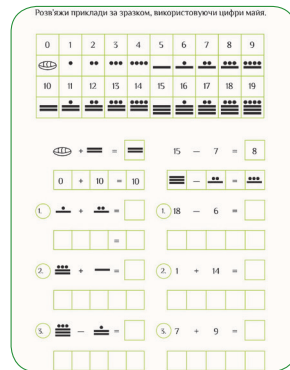 Розв'яжи приклади за зразком, використовуючи цифри майя.
0 1 2 3 4 5 6 7 8 9
10 11 12 13 14 15 16 17 18 19
+ = 15 − 7 = 8
0 + 10 = 10 − =
1. + = 1. 18 − 6 =
=
2. + = 2. 1 + 14 =
3. − = 3. 7 + 9 =